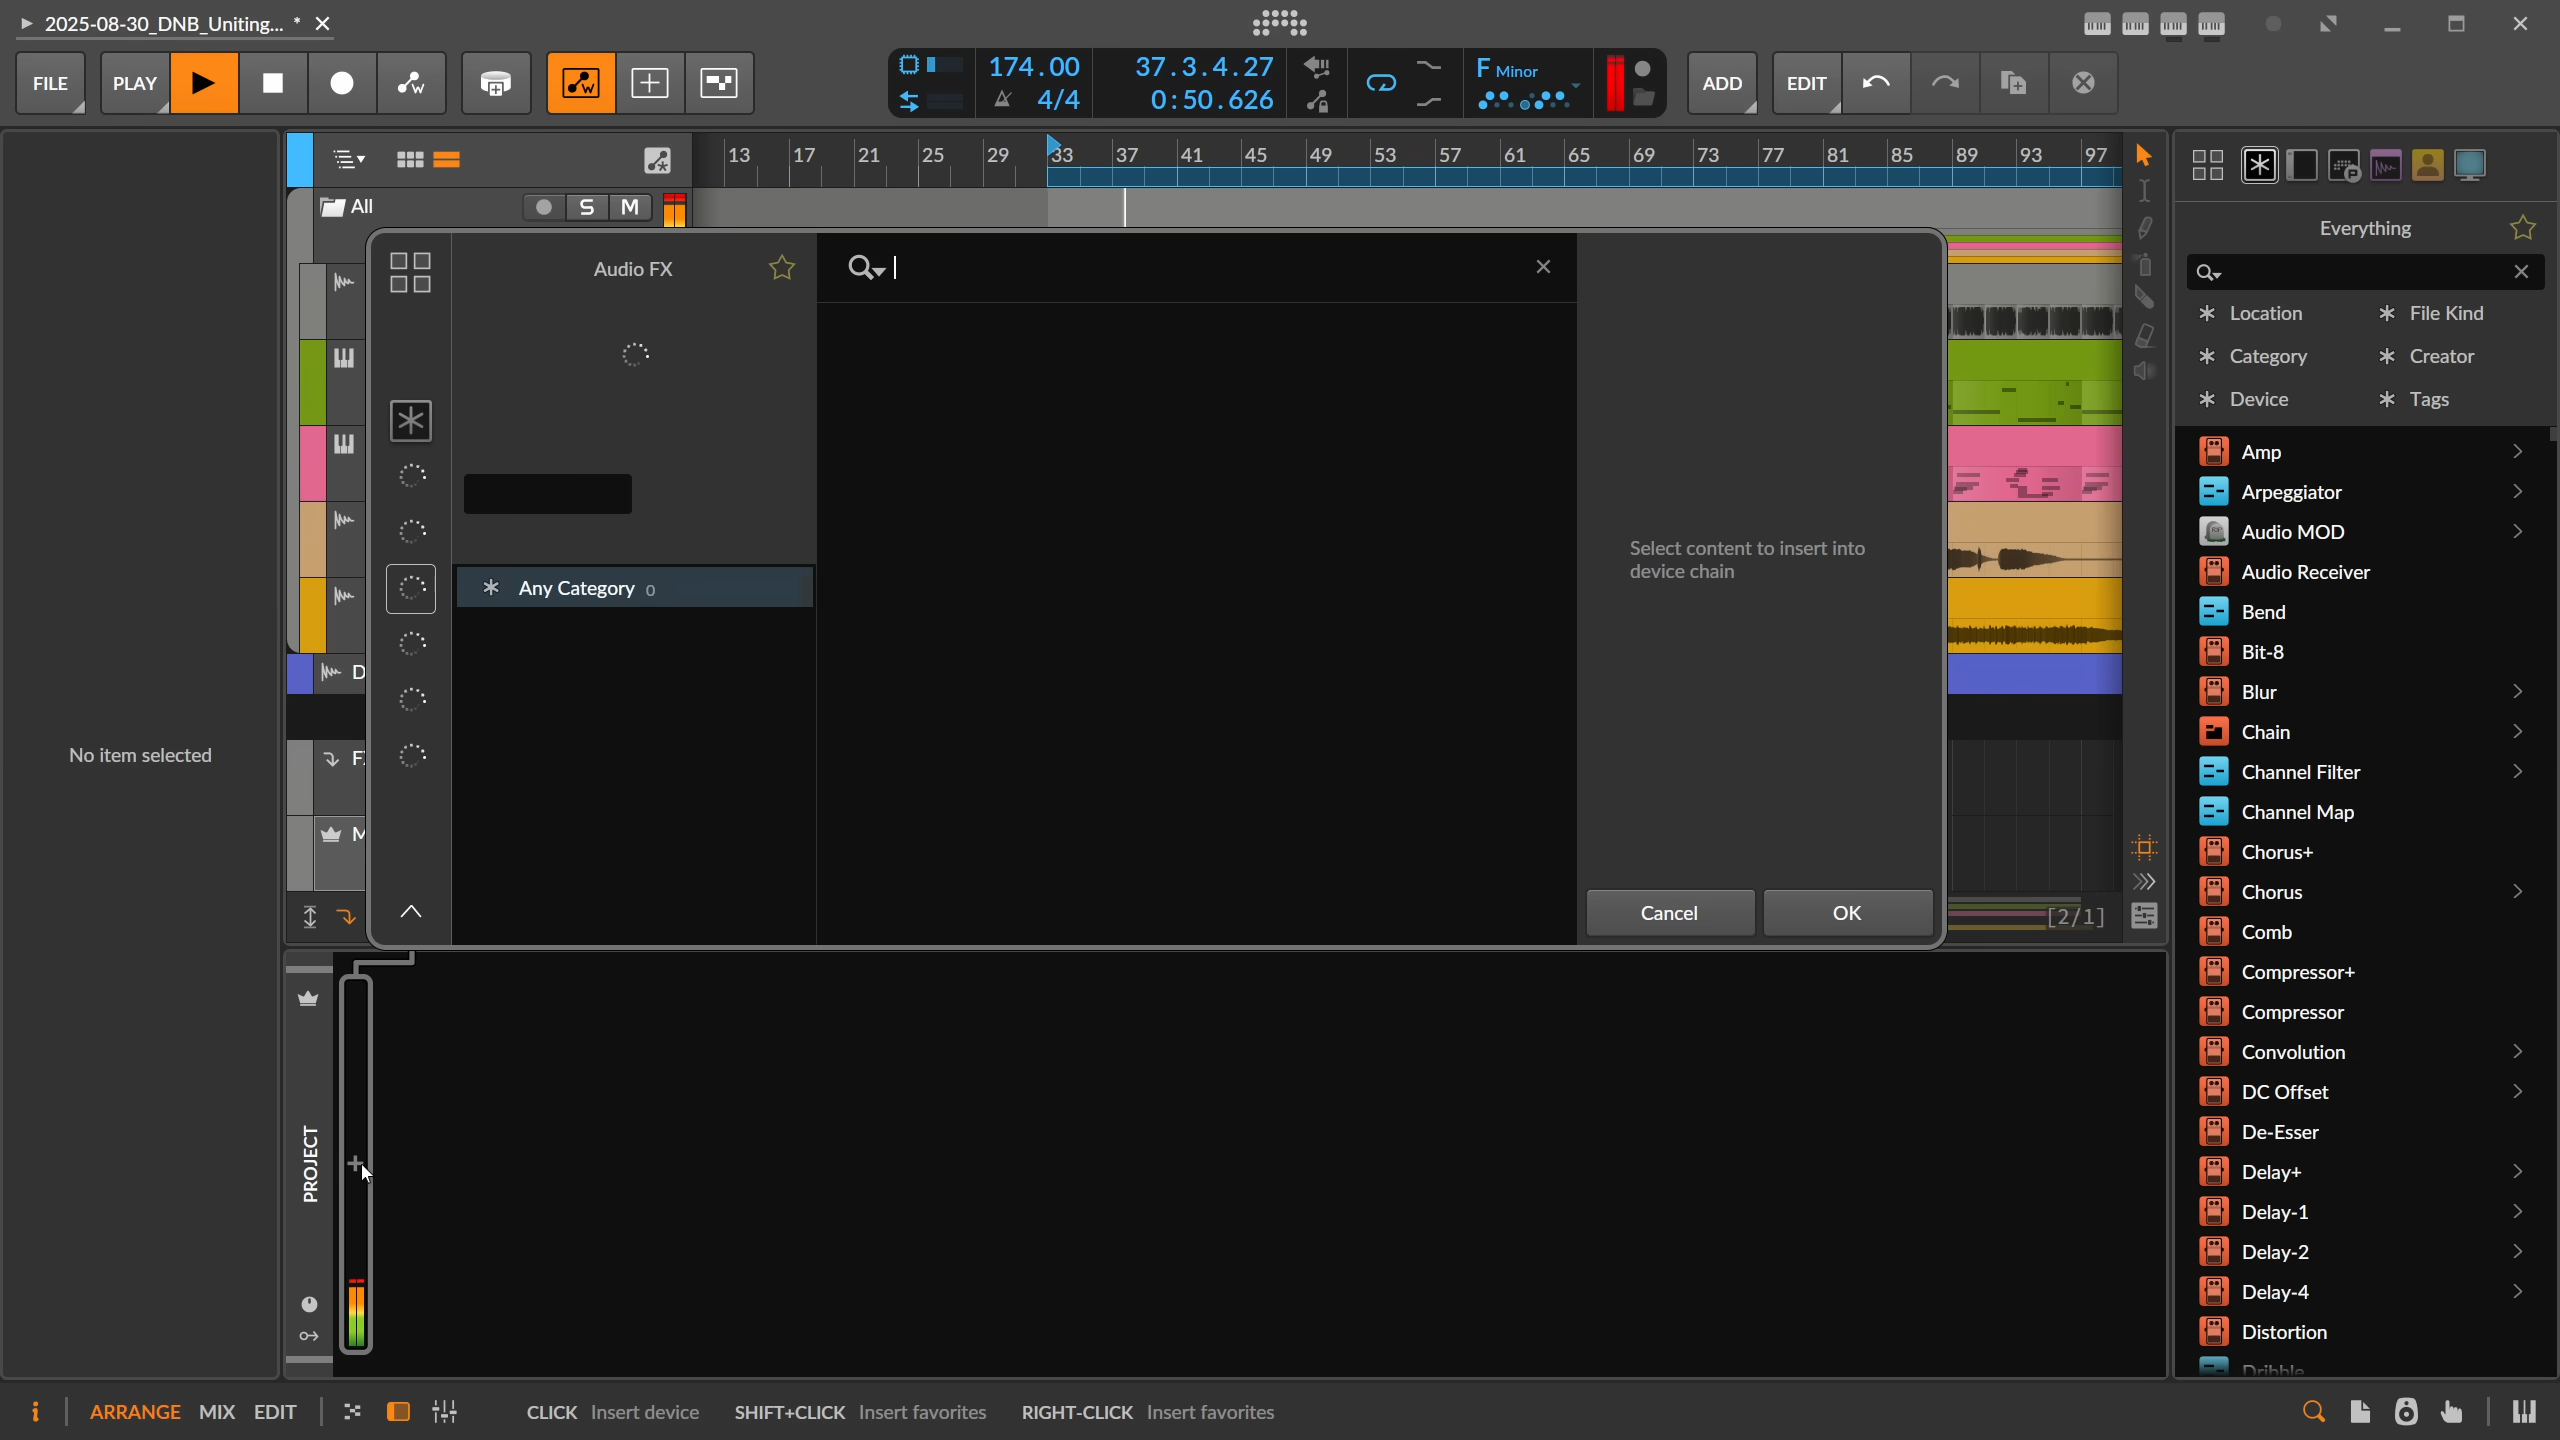 2025-08-30_DNB_Uniting... *
FILE
PLAY
174.00
4/4
37.3.4.27
0:50.626
F Minor
ADD
EDIT
13 17 21 25 29 33 37 41 45 49 53 57 61 65 69 73 77 81 85 89 93 97
All
S
M
Audio FX
Any Category 0
Select content to insert into
device chain
Cancel
OK
Everything
Location
File Kind
Category
Creator
Device
Tags
Amp
Arpeggiator
Audio MOD
Audio Receiver
Bend
Bit-8
Blur
Chain
Channel Filter
Channel Map
Chorus+
Chorus
Comb
Compressor+
Compressor
Convolution
DC Offset
De-Esser
Delay+
Delay-1
Delay-2
Delay-4
Distortion
Dribble
No item selected
D
F
M
[2/1]
PROJECT
ARRANGE MIX EDIT
CLICK Insert device
SHIFT+CLICK Insert favorites
RIGHT-CLICK Insert favorites